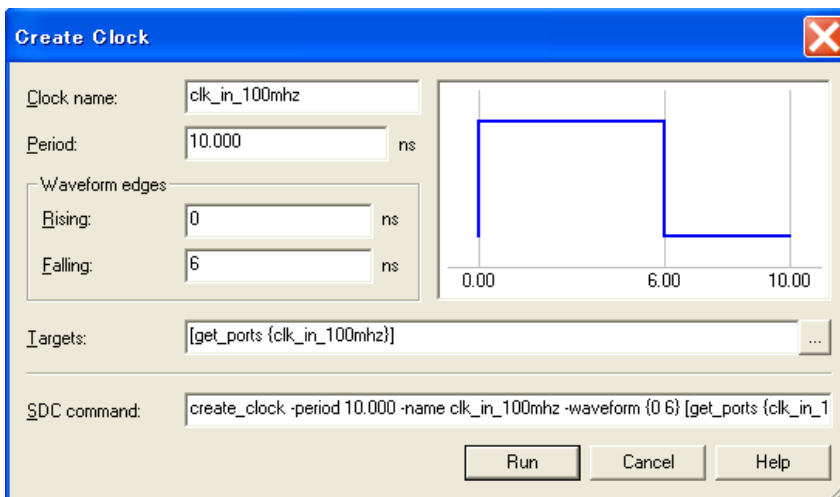 Create Clock
Clock name: clk_in_100mhz
Period: 10.000 ns
Waveform edges
Rising: 0 ns
Falling: 6 ns
0.00 6.00 10.00
Targets: [get_ports {clk_in_100mhz}] ...
SDC command: create_clock -period 10.000 -name clk_in_100mhz -waveform {0 6} [get_ports {clk_in_1
Run Cancel Help